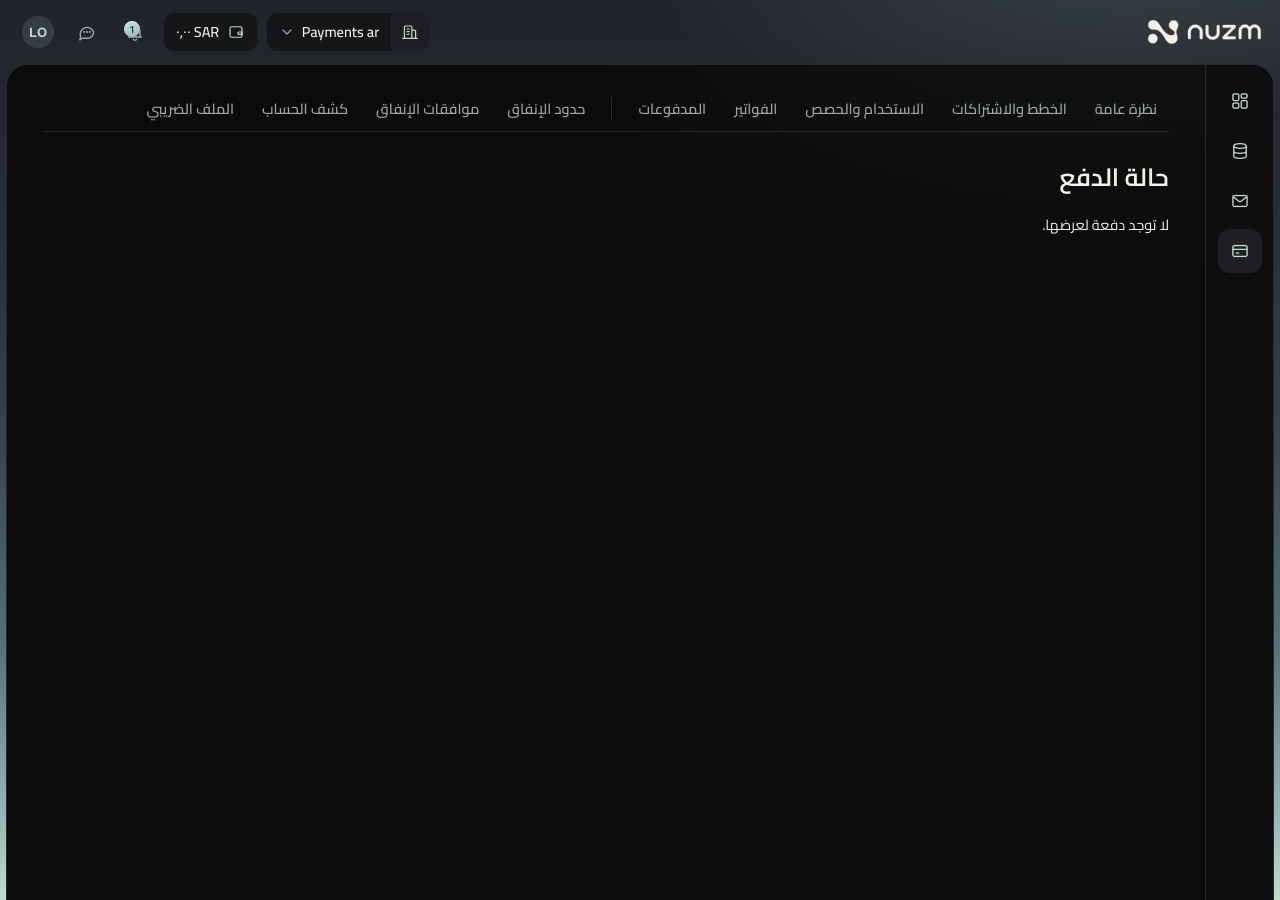 nuzm
Payments ar
٠,٠٠ SAR
1
LO
نظرة عامة
الخطط والاشتراكات
الاستخدام والحصص
الفواتير
المدفوعات
حدود الإنفاق
موافقات الإنفاق
كشف الحساب
الملف الضريبي
حالة الدفع
لا توجد دفعة لعرضها.